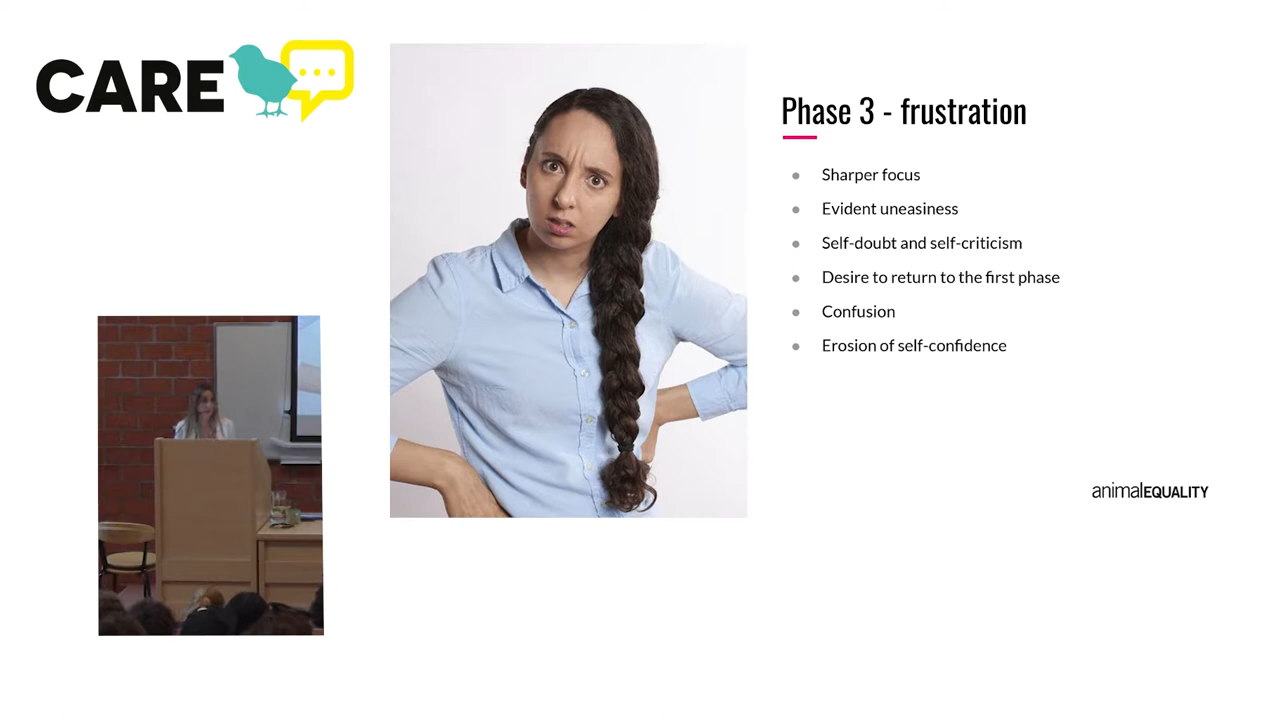 CARE
Phase 3 - frustration
Sharper focus
Evident uneasiness
Self-doubt and self-criticism
Desire to return to the first phase
Confusion
Erosion of self-confidence
animalEQUALITY